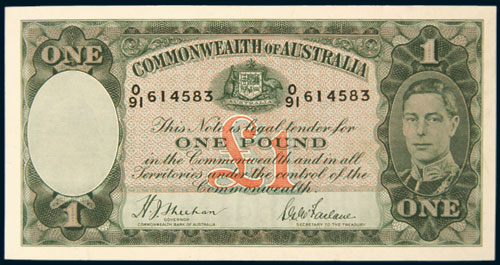 COMMONWEALTH OF AUSTRALIA
ONE
1
O/91 614583
O/91 614583
This Note is legal tender for
ONE POUND
in the Commonwealth and in all
Territories under the control of the
Commonwealth.
£1
H.J. Sheehan
GOVERNOR
COMMONWEALTH BANK OF AUSTRALIA
S.G. McFarlane
SECRETARY TO THE TREASURY
1
ONE